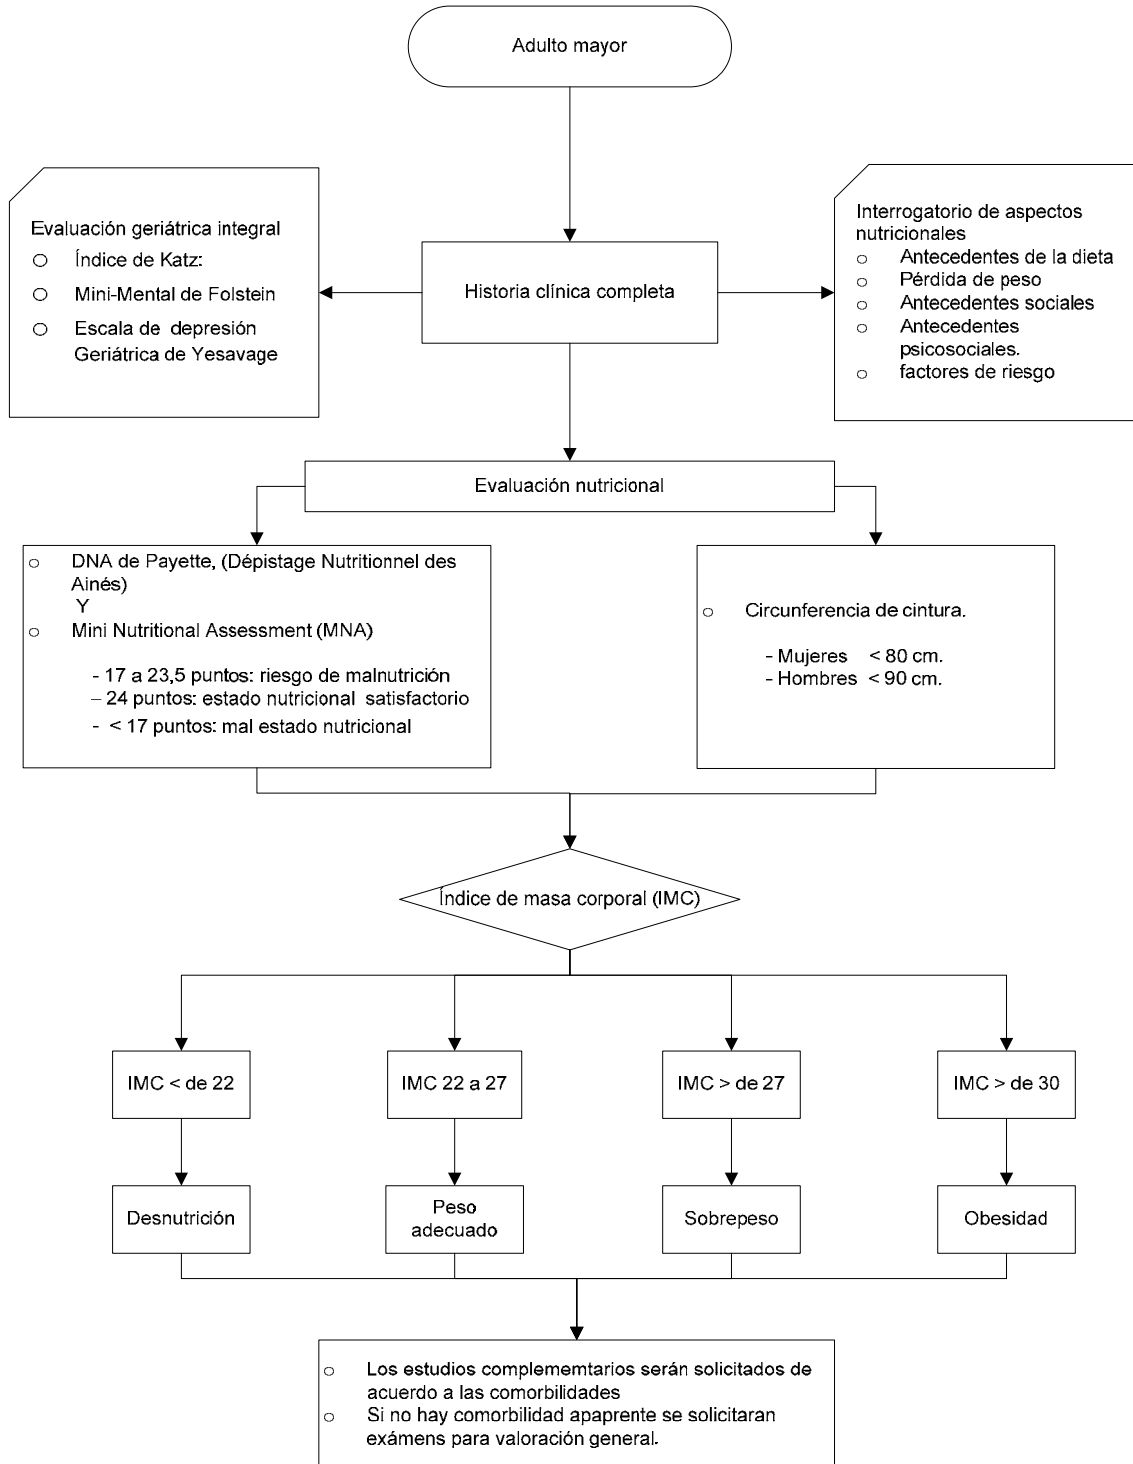 Adulto mayor
Evaluación geriátrica integral
o Índice de Katz:
o Mini-Mental de Folstein
o Escala de depresión
Geriátrica de Yesavage
Historia clínica completa
Interrogatorio de aspectos
nutricionales
o Antecedentes de la dieta
o Pérdida de peso
o Antecedentes sociales
o Antecedentes
psicosociales.
o factores de riesgo
Evaluación nutricional
o DNA de Payette, (Dépistage Nutritionnel des
Ainés)
Y
o Mini Nutritional Assessment (MNA)
- 17 a 23,5 puntos: riesgo de malnutrición
– 24 puntos: estado nutricional satisfactorio
- < 17 puntos: mal estado nutricional
o Circunferencia de cintura.
- Mujeres < 80 cm.
- Hombres < 90 cm.
Índice de masa corporal (IMC)
IMC < de 22
IMC 22 a 27
IMC > de 27
IMC > de 30
Desnutrición
Peso
adecuado
Sobrepeso
Obesidad
o Los estudios complememtarios serán solicitados de
acuerdo a las comorbilidades
o Si no hay comorbilidad apaprente se solicitaran
exámens para valoración general.